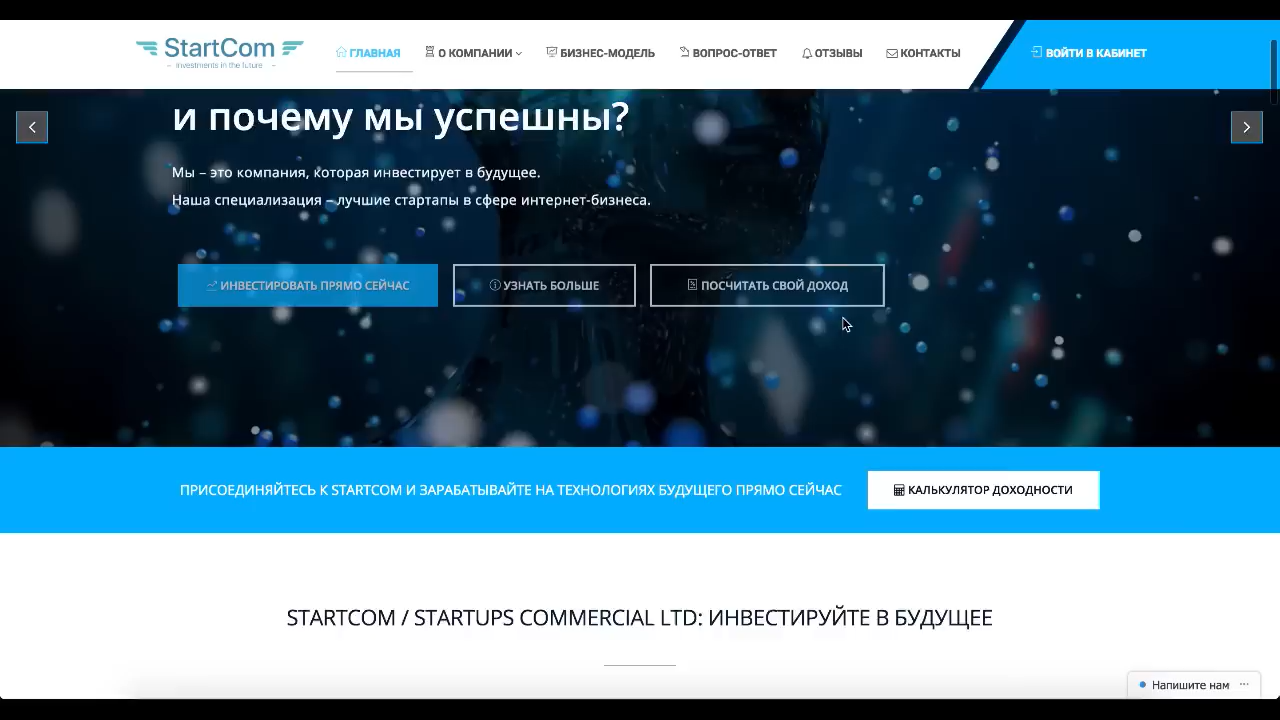 StartCom
Investments in the future
ГЛАВНАЯ
О КОМПАНИИ
БИЗНЕС-МОДЕЛЬ
ВОПРОС-ОТВЕТ
ОТЗЫВЫ
КОНТАКТЫ
ВОЙТИ В КАБИНЕТ
и почему мы успешны?
Мы – это компания, которая инвестирует в будущее.
Наша специализация – лучшие стартапы в сфере интернет-бизнеса.
ИНВЕСТИРОВАТЬ ПРЯМО СЕЙЧАС
УЗНАТЬ БОЛЬШЕ
ПОСЧИТАТЬ СВОЙ ДОХОД
ПРИСОЕДИНЯЙТЕСЬ К STARTCOM И ЗАРАБАТЫВАЙТЕ НА ТЕХНОЛОГИЯХ БУДУЩЕГО ПРЯМО СЕЙЧАС
КАЛЬКУЛЯТОР ДОХОДНОСТИ
STARTCOM / STARTUPS COMMERCIAL LTD: ИНВЕСТИРУЙТЕ В БУДУЩЕЕ
Напишите нам